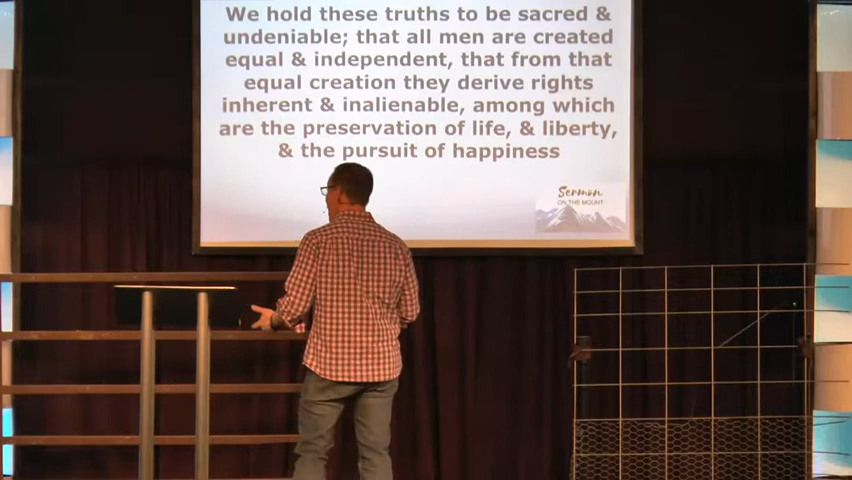 We hold these truths to be sacred &
undeniable; that all men are created
equal & independent, that from that
equal creation they derive rights
inherent & inalienable, among which
are the preservation of life, & liberty,
& the pursuit of happiness
Sermon
ON THE MOUNT